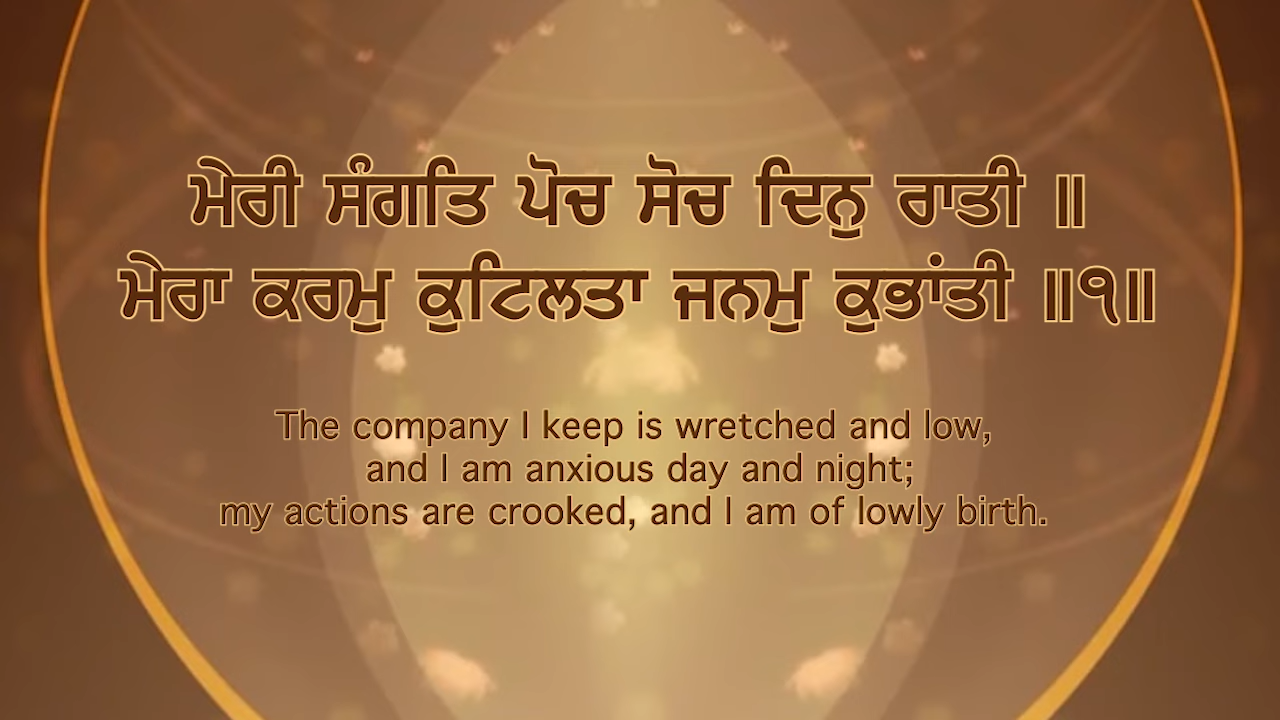 ਮੇਰੀ ਸੰਗਤਿ ਪੋਚ ਸੋਚ ਦਿਨੁ ਰਾਤੀ ॥
ਮੇਰਾ ਕਰਮੁ ਕੁਟਿਲਤਾ ਜਨਮੁ ਕੁਭਾਂਤੀ ॥੧॥
The company I keep is wretched and low,
and I am anxious day and night;
my actions are crooked, and I am of lowly birth.